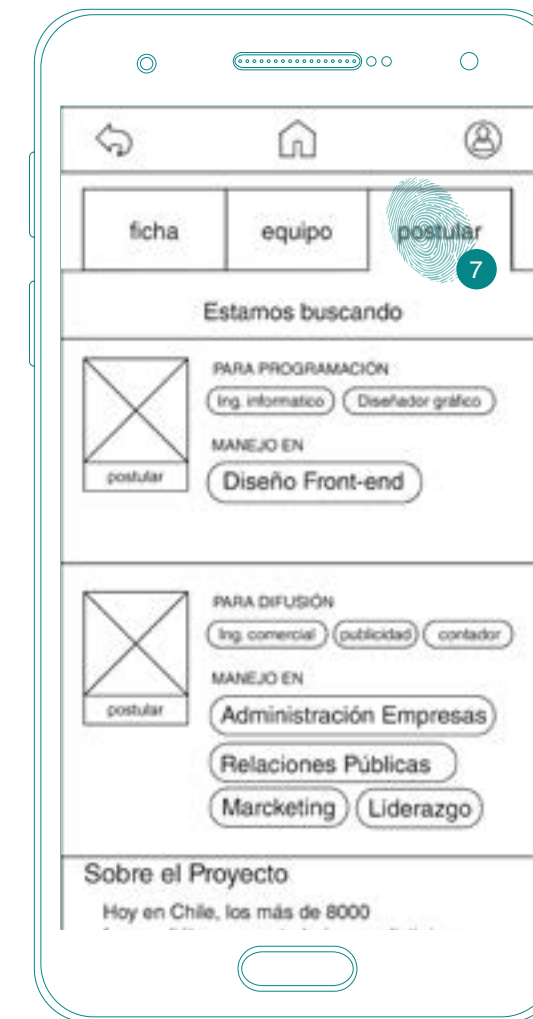 ficha equipo postular
7
Estamos buscando
PARA PROGRAMACIÓN
Ing. informatico Diseñador gráfico
MANEJO EN
postular
Diseño Front-end
PARA DIFUSIÓN
Ing. comercial publicidad contador
MANEJO EN
postular
Administración Empresas
Relaciones Públicas
Marcketing Liderazgo
Sobre el Proyecto
Hoy en Chile, los más de 8000